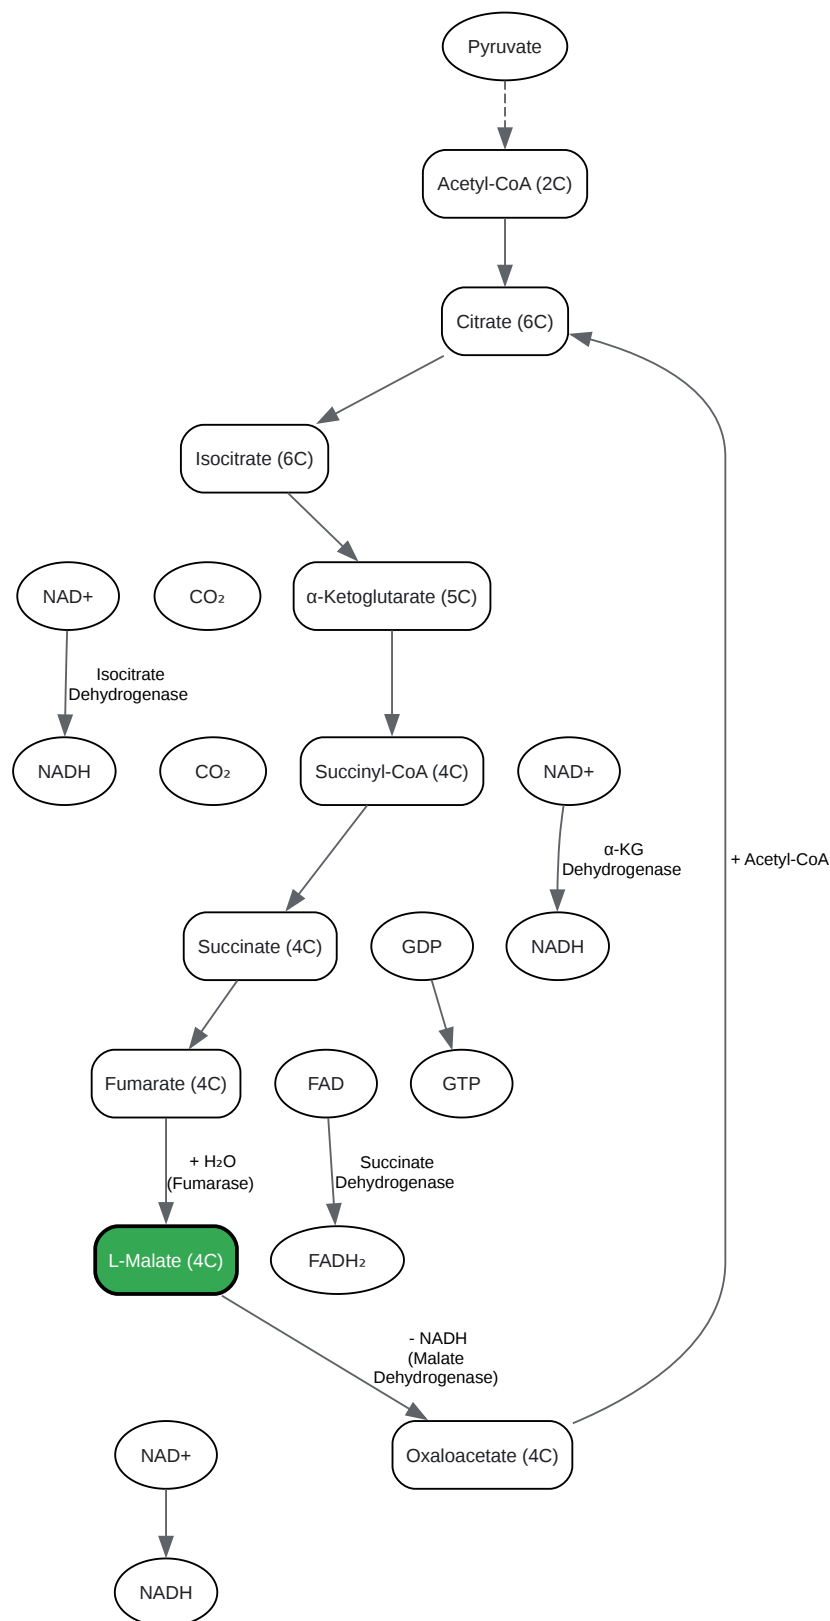 Pyruvate
Acetyl-CoA (2C)
Citrate (6C)
Isocitrate (6C)
NAD+
CO₂
α-Ketoglutarate (5C)
Isocitrate
Dehydrogenase
NADH
CO₂
Succinyl-CoA (4C)
NAD+
α-KG
Dehydrogenase
+ Acetyl-CoA
Succinate (4C)
GDP
NADH
Fumarate (4C)
FAD
GTP
+ H₂O
(Fumarase)
Succinate
Dehydrogenase
L-Malate (4C)
FADH₂
- NADH
(Malate
Dehydrogenase)
NAD+
Oxaloacetate (4C)
NADH